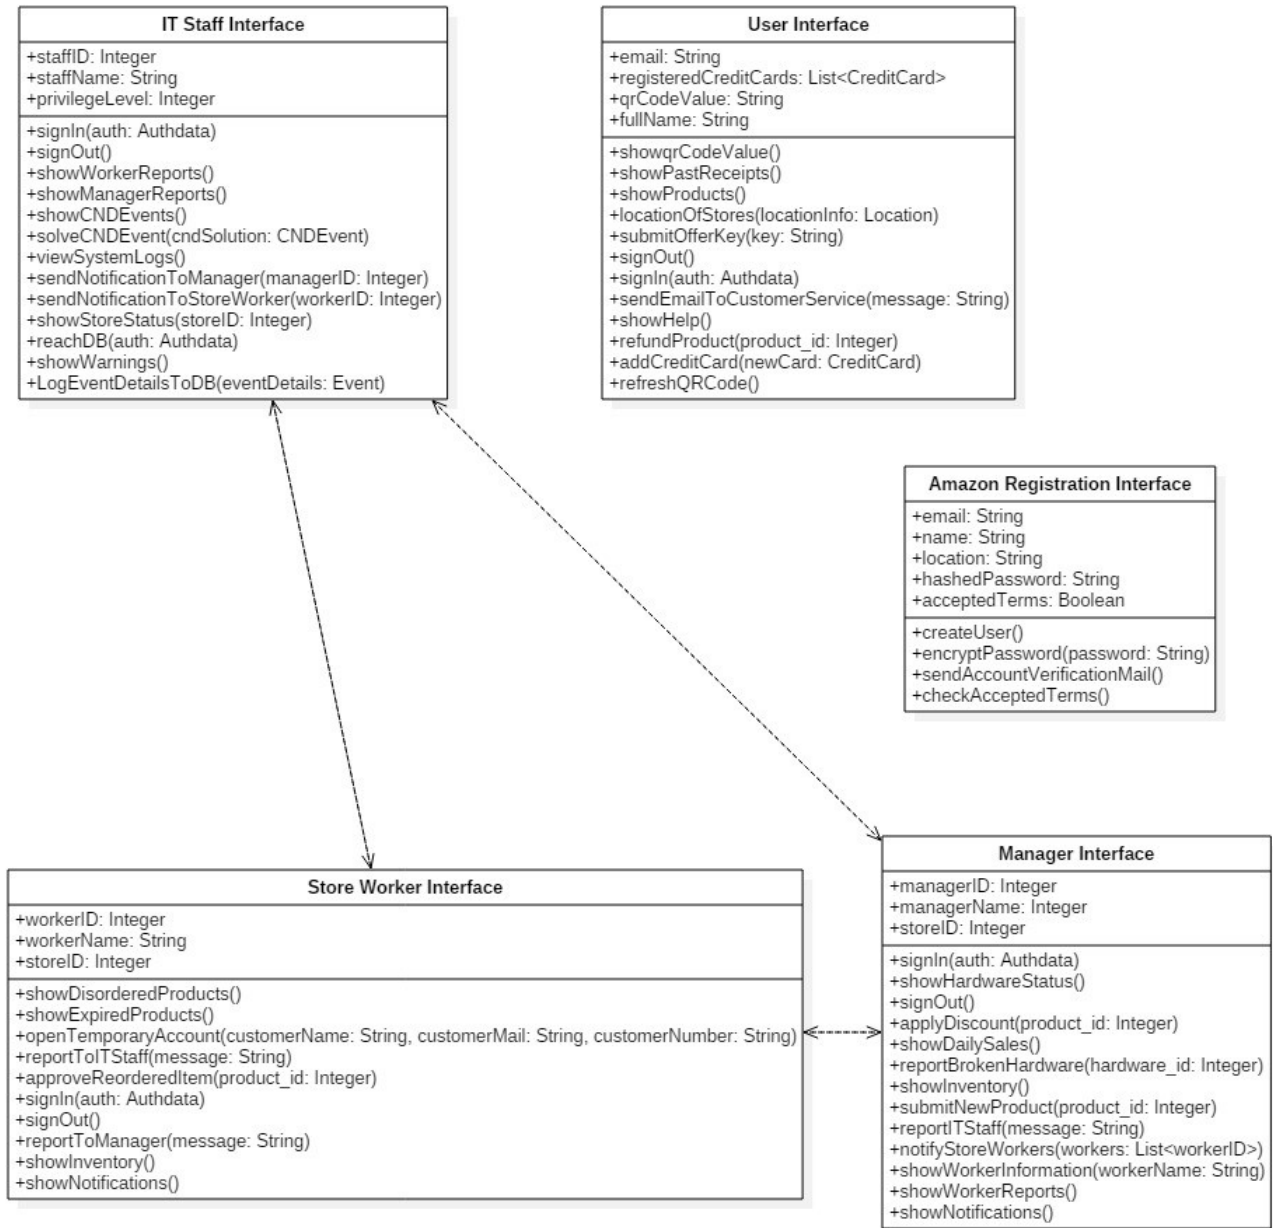 IT Staff Interface
+staffID: Integer
+staffName: String
+privilegeLevel: Integer
+signIn(auth: Authdata)
+signOut()
+showWorkerReports()
+showManagerReports()
+showCNDEvents()
+solveCNDEvent(cndSolution: CNDEvent)
+viewSystemLogs()
+sendNotificationToManager(managerID: Integer)
+sendNotificationToStoreWorker(workerID: Integer)
+showStoreStatus(storeID: Integer)
+reachDB(auth: Authdata)
+showWarnings()
+LogEventDetailsToDB(eventDetails: Event)
User Interface
+email: String
+registeredCreditCards: List<CreditCard>
+qrCodeValue: String
+fullName: String
+showqrCodeValue()
+showPastReceipts()
+showProducts()
+locationOfStores(locationInfo: Location)
+submitOfferKey(key: String)
+signOut()
+signIn(auth: Authdata)
+sendEmailToCustomerService(message: String)
+showHelp()
+refundProduct(product_id: Integer)
+addCreditCard(newCard: CreditCard)
+refreshQRCode()
Amazon Registration Interface
+email: String
+name: String
+location: String
+hashedPassword: String
+acceptedTerms: Boolean
+createUser()
+encryptPassword(password: String)
+sendAccountVerificationMail()
+checkAcceptedTerms()
Store Worker Interface
+workerID: Integer
+workerName: String
+storeID: Integer
+showDisorderedProducts()
+showExpiredProducts()
+openTemporaryAccount(customerName: String, customerMail: String, customerNumber: String)
+reportToITStaff(message: String)
+approveReorderedItem(product_id: Integer)
+signIn(auth: Authdata)
+signOut()
+reportToManager(message: String)
+showInventory()
+showNotifications()
Manager Interface
+managerID: Integer
+managerName: Integer
+storeID: Integer
+signIn(auth: Authdata)
+showHardwareStatus()
+signOut()
+applyDiscount(product_id: Integer)
+showDailySales()
+reportBrokenHardware(hardware_id: Integer)
+showInventory()
+submitNewProduct(product_id: Integer)
+reportITStaff(message: String)
+notifyStoreWorkers(workers: List<workerID>)
+showWorkerInformation(workerName: String)
+showWorkerReports()
+showNotifications()